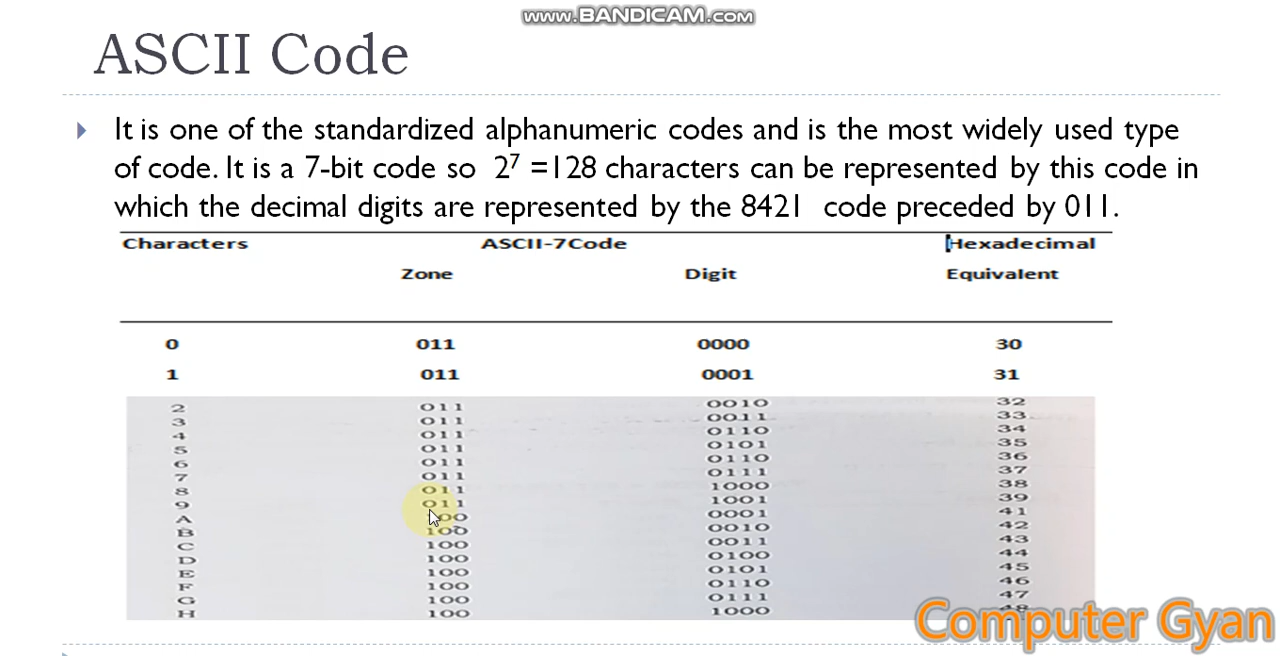 www.BANDICAM.com
ASCII Code
It is one of the standardized alphanumeric codes and is the most widely used type
of code. It is a 7-bit code so 2⁷ =128 characters can be represented by this code in
which the decimal digits are represented by the 8421 code preceded by 011.
Characters ASCII-7Code Hexadecimal
Zone Digit Equivalent
0 011 0000 30
1 011 0001 31
2 011 0010 32
3 011 0011 33
4 011 0110 34
5 011 0101 35
6 011 0110 36
7 011 0111 37
8 011 1000 38
9 011 1001 39
A 100 0001 41
B 100 0010 42
C 100 0011 43
D 100 0100 44
E 100 0101 45
F 100 0110 46
G 100 0111 47
H 100 1000 48
Computer Gyan